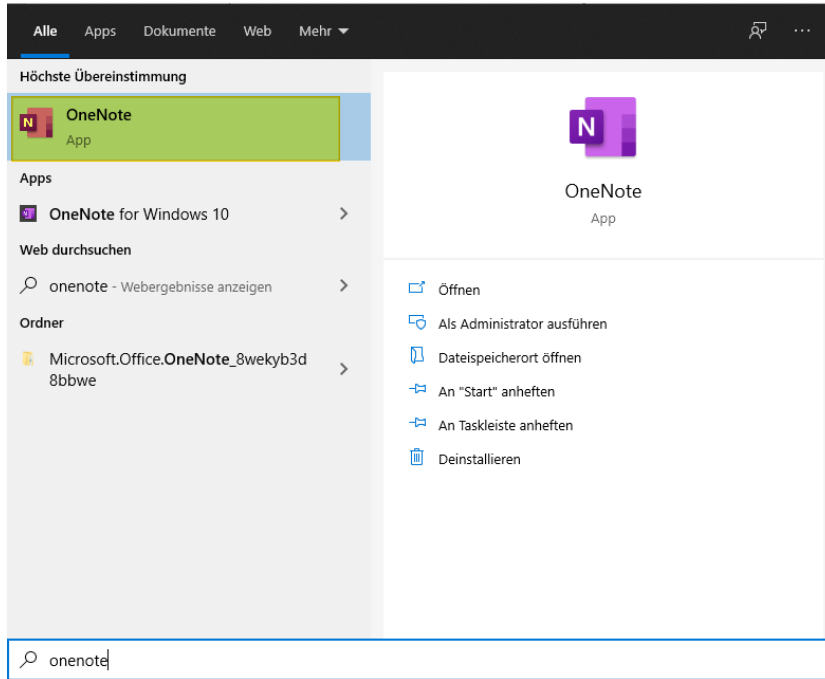 Alle Apps Dokumente Web Mehr
Höchste Übereinstimmung
OneNote
App
Apps
OneNote for Windows 10
Web durchsuchen
onenote - Webergebnisse anzeigen
Ordner
Microsoft.Office.OneNote_8wekyb3d
8bbwe
N
OneNote
App
Öffnen
Als Administrator ausführen
Dateispeicherort öffnen
An "Start" anheften
An Taskleiste anheften
Deinstallieren
onenote